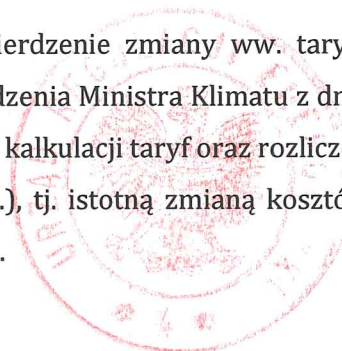 ierdzenie zmiany ww. tary
dzenia Ministra Klimatu z dn
kalkulacji taryf oraz rozlicz
.), tj. istotną zmianą kosztó
.